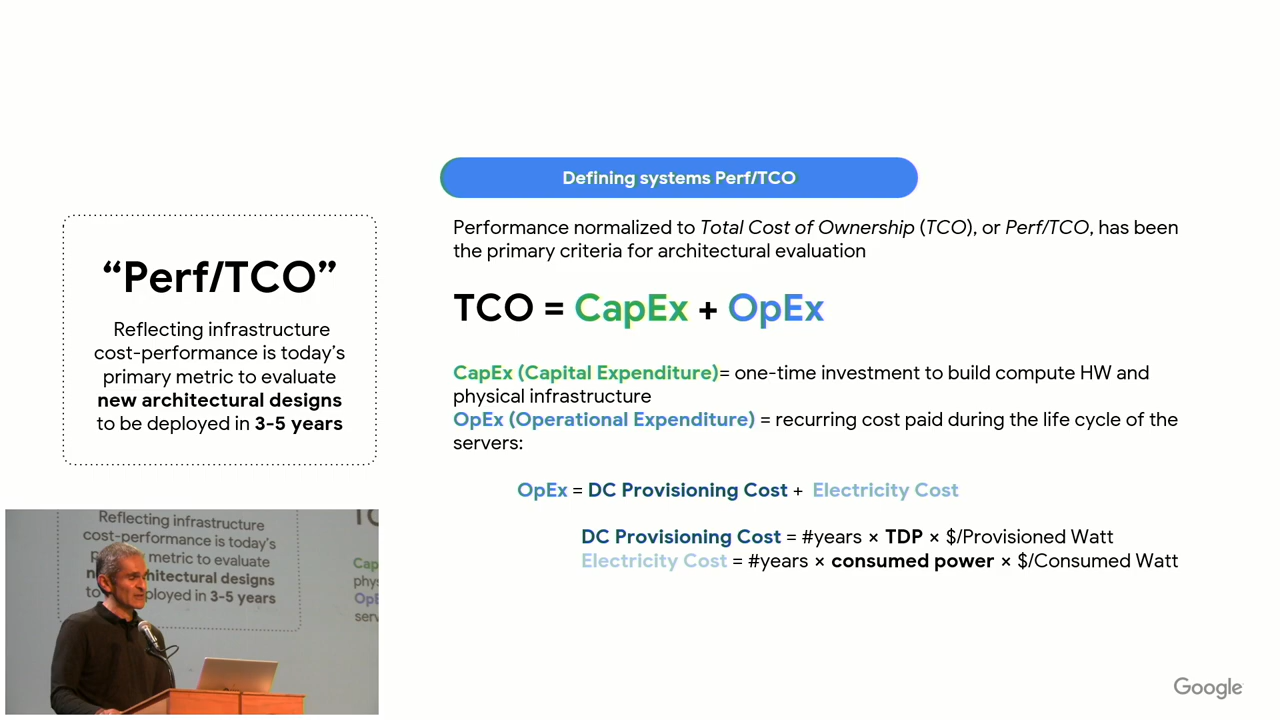 Defining systems Perf/TCO
“Perf/TCO”
Reflecting infrastructure
cost-performance is today’s
primary metric to evaluate
new architectural designs
to be deployed in 3-5 years
Performance normalized to Total Cost of Ownership (TCO), or Perf/TCO, has been
the primary criteria for architectural evaluation
TCO = CapEx + OpEx
CapEx (Capital Expenditure)= one-time investment to build compute HW and
physical infrastructure
OpEx (Operational Expenditure) = recurring cost paid during the life cycle of the
servers:
OpEx = DC Provisioning Cost + Electricity Cost
DC Provisioning Cost = #years × TDP × $/Provisioned Watt
Electricity Cost = #years × consumed power × $/Consumed Watt
Reflecting infrastructure
cost-performance is today's
metric to evaluate
architectural designs
to deployed in 3-5 years
Google